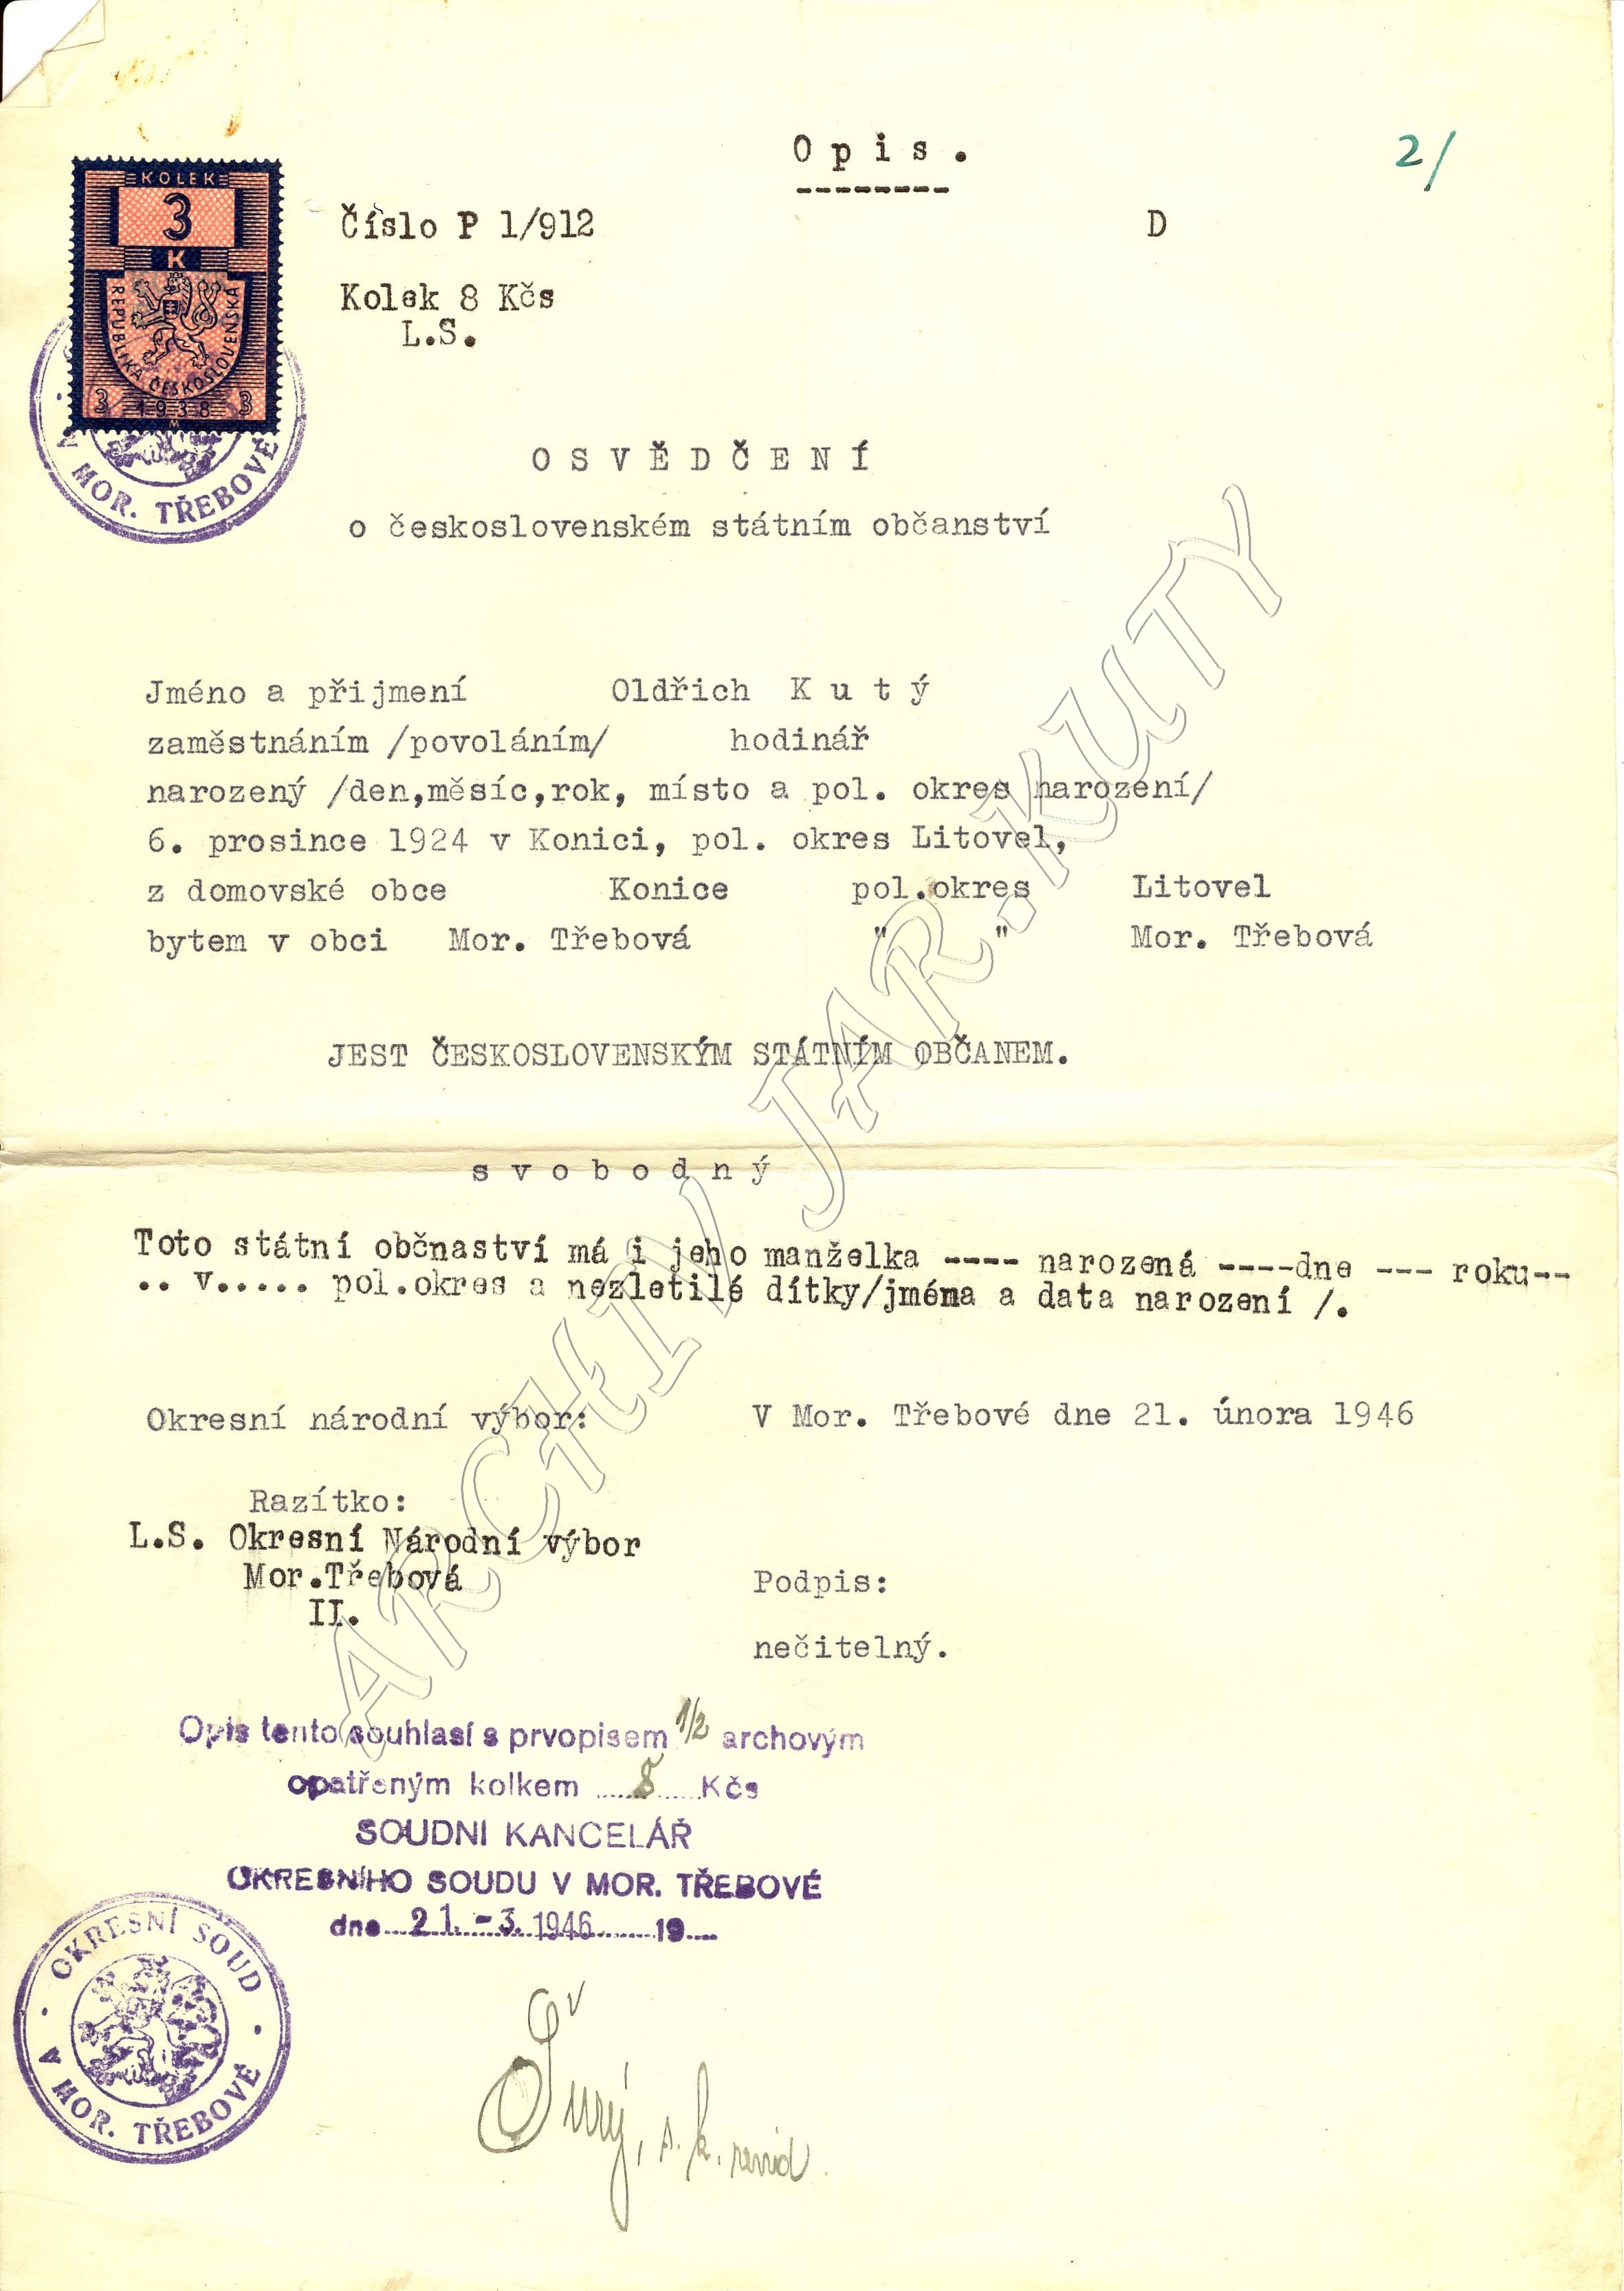 Opis.
2/
KOLEK
3
K
REPUBLIKA ČESKOSLOVENSKÁ
3 1938 3
M
V MOR. TŘEBOVÉ
Číslo P 1/912 D
Kolek 8 Kčs
L.S.
OSVĚDČENÍ
o československém státním občanství
Jméno a přijmení Oldřich Kutý
zaměstnáním /povoláním/ hodinář
narozený /den,měsíc,rok, místo a pol. okres narození/
6. prosince 1924 v Konici, pol. okres Litovel,
z domovské obce Konice pol.okres Litovel
bytem v obci Mor. Třebová " " Mor. Třebová
JEST ČESKOSLOVENSKÝM STÁTNÍM OBČANEM.
svobodný
Toto státní občnaství má i jeho manželka ---- narozená ----dne --- roku--
.. v..... pol.okres a nezletilé dítky/jména a data narození /.
Okresní národní výbor: V Mor. Třebové dne 21. února 1946
Razítko:
L.S. Okresní Národní výbor
Mor.Třebová
II.
Podpis:
nečitelný.
Opis tento souhlasí s prvopisem 1/2 archovým
opatřeným kolkem 8 Kčs
SOUDNI KANCELÁŘ
OKRESNÍHO SOUDU V MOR. TŘEBOVÉ
dne 21. -3. 1946 19
OKRESNÍ SOUD
V MOR. TŘEBOVÉ
ARCHIV JAR. KUTY